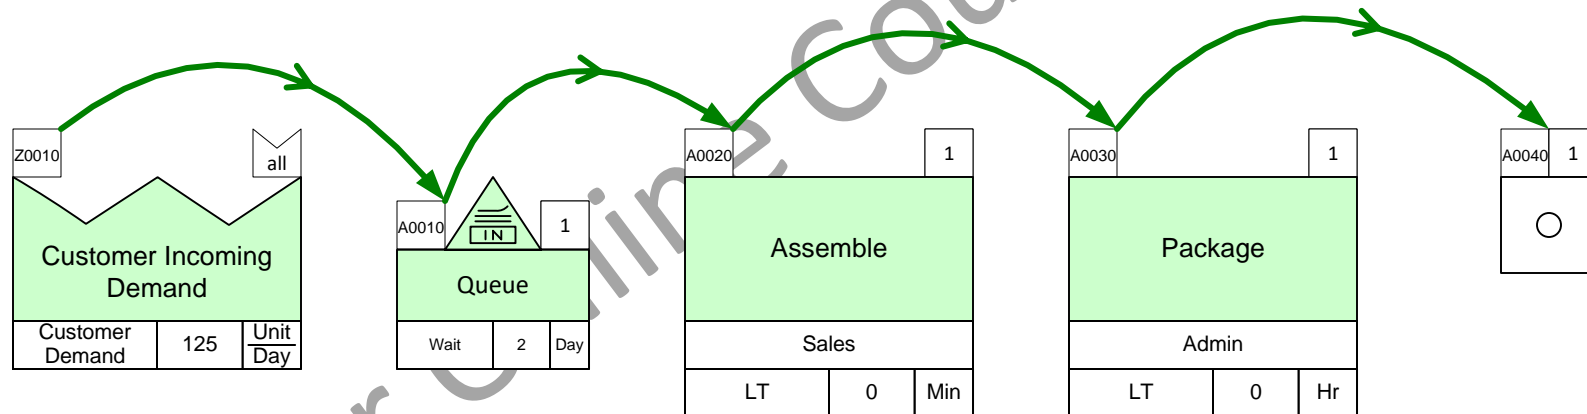 Z0010
all
Customer Incoming
Demand
Customer
Demand
125
Unit
Day
A0010
IN
1
Queue
Wait
2
Day
A0020
1
Assemble
Sales
LT
0
Min
A0030
1
Package
Admin
LT
0
Hr
A0040
1
Online